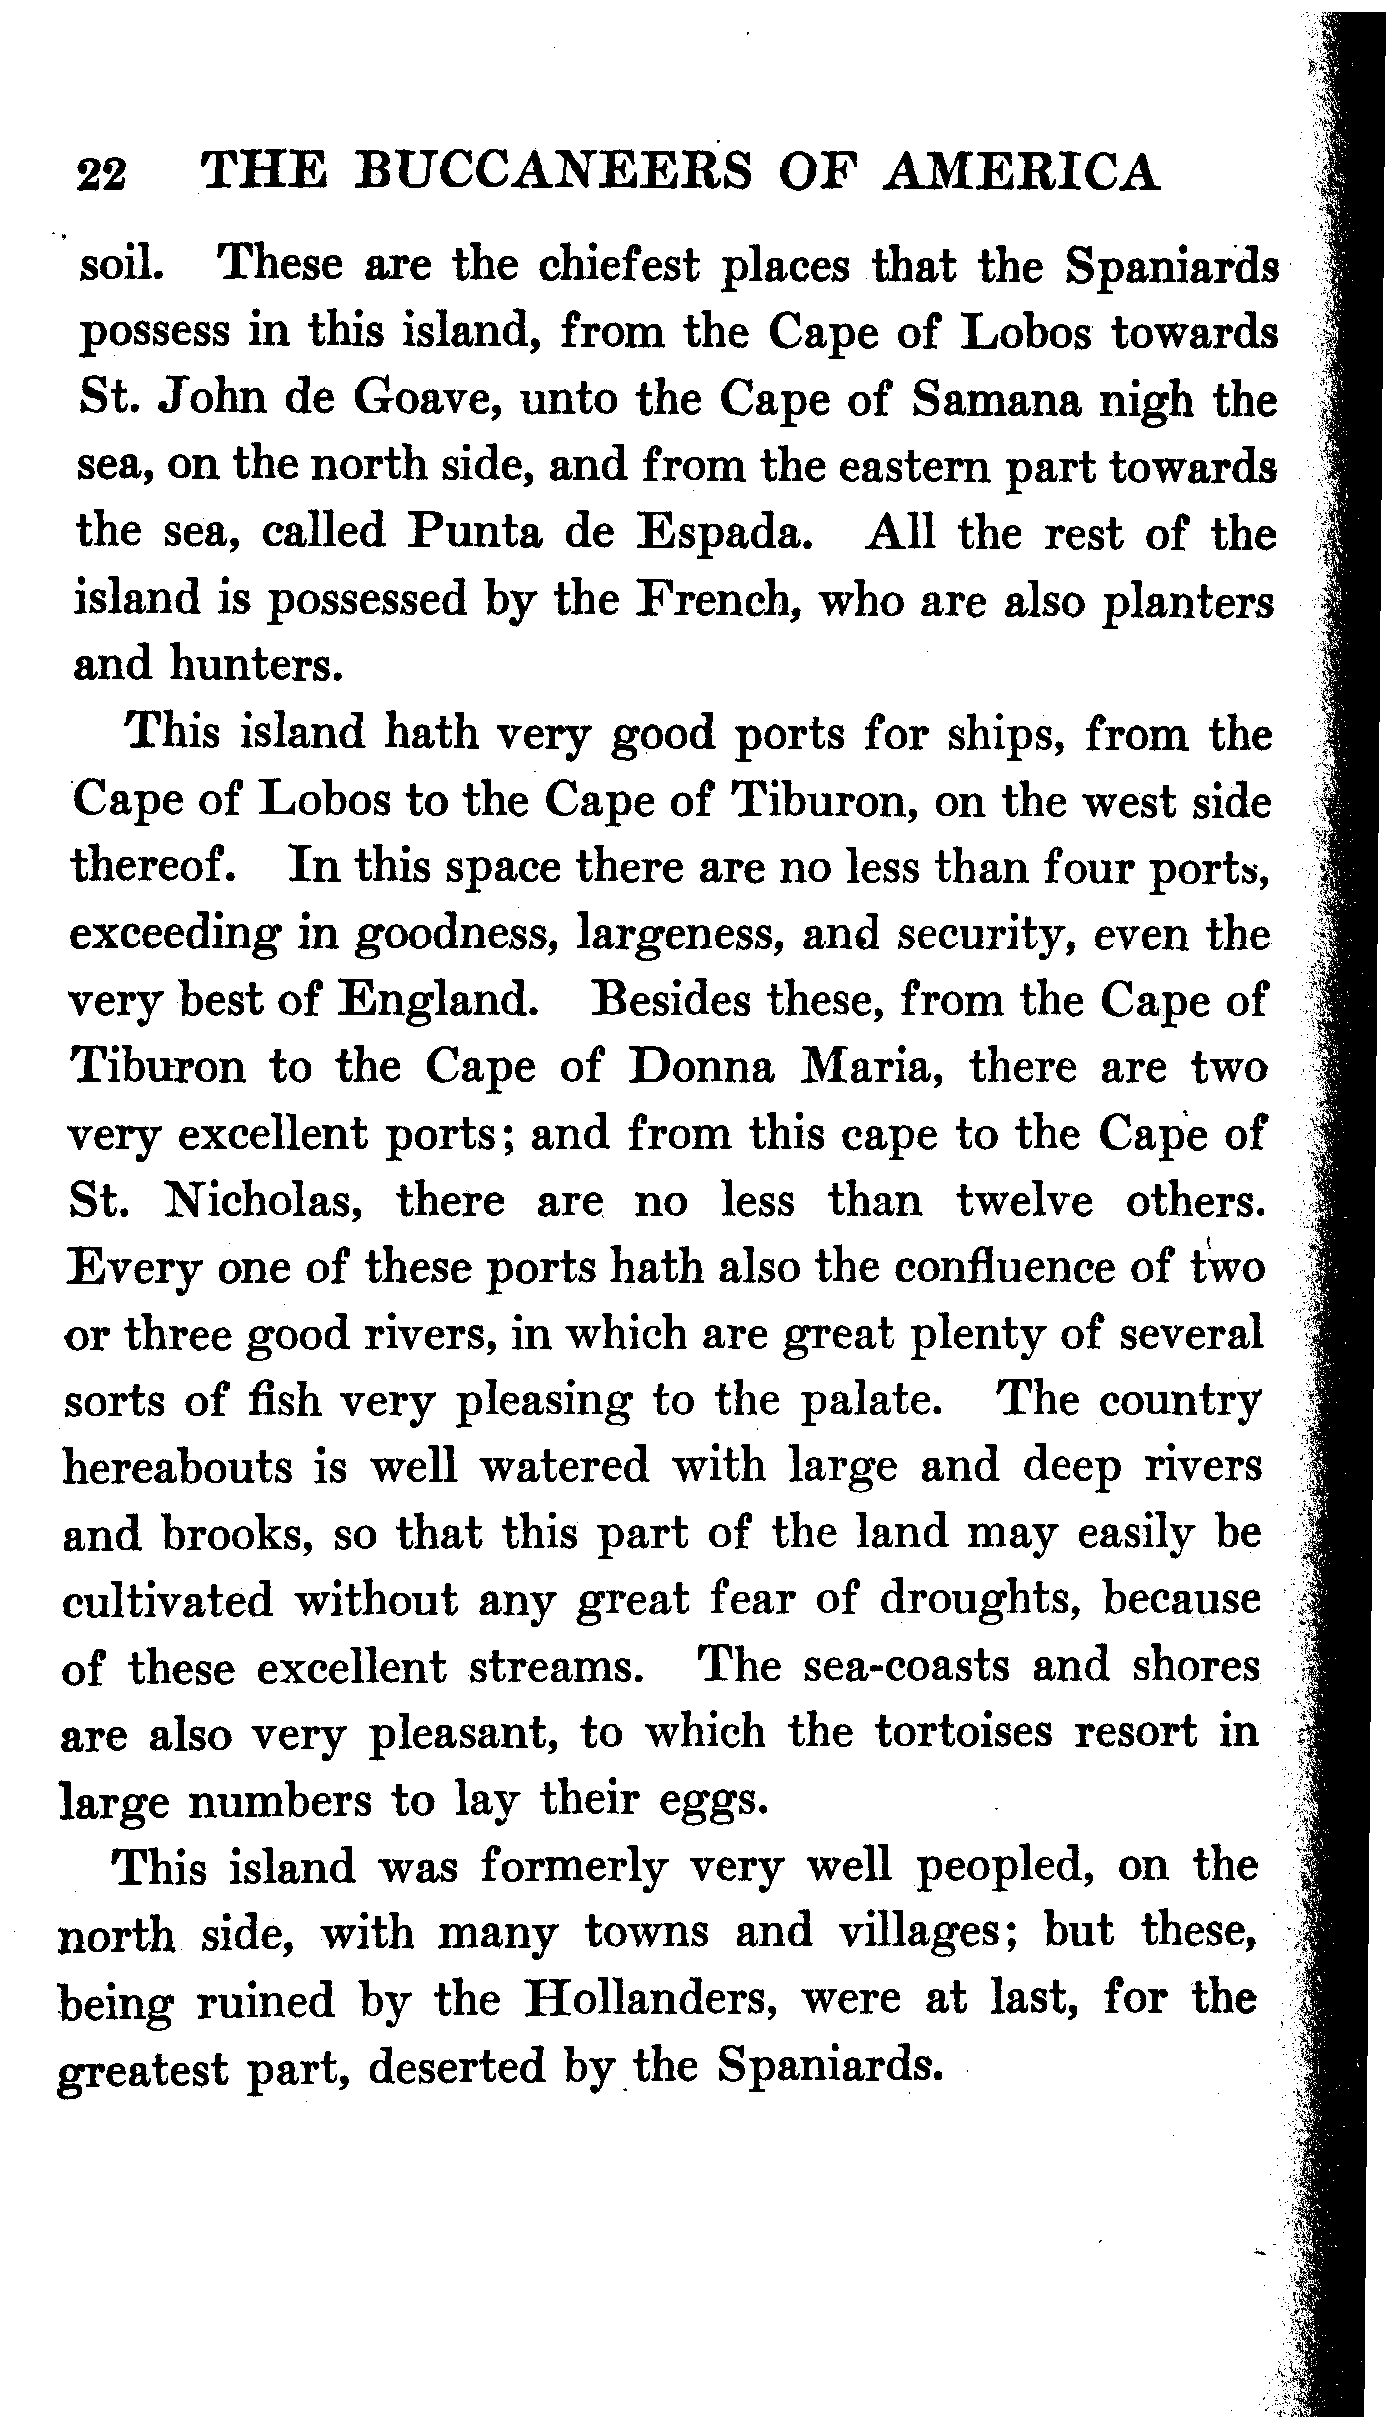 22 THE BUCCANEERS OF AMERICA
soil. These are the chiefest places that the Spaniards
possess in this island, from the Cape of Lobos towards
St. John de Goave, unto the Cape of Samana nigh the
sea, on the north side, and from the eastern part towards
the sea, called Punta de Espada. All the rest of the
island is possessed by the French, who are also planters
and hunters.
This island hath very good ports for ships, from the
Cape of Lobos to the Cape of Tiburon, on the west side
thereof. In this space there are no less than four ports,
exceeding in goodness, largeness, and security, even the
very best of England. Besides these, from the Cape of
Tiburon to the Cape of Donna Maria, there are two
very excellent ports; and from this cape to the Cape of
St. Nicholas, there are no less than twelve others.
Every one of these ports hath also the confluence of two
or three good rivers, in which are great plenty of several
sorts of fish very pleasing to the palate. The country
hereabouts is well watered with large and deep rivers
and brooks, so that this part of the land may easily be
cultivated without any great fear of droughts, because
of these excellent streams. The sea-coasts and shores
are also very pleasant, to which the tortoises resort in
large numbers to lay their eggs.
This island was formerly very well peopled, on the
north side, with many towns and villages; but these,
being ruined by the Hollanders, were at last, for the
greatest part, deserted by the Spaniards.